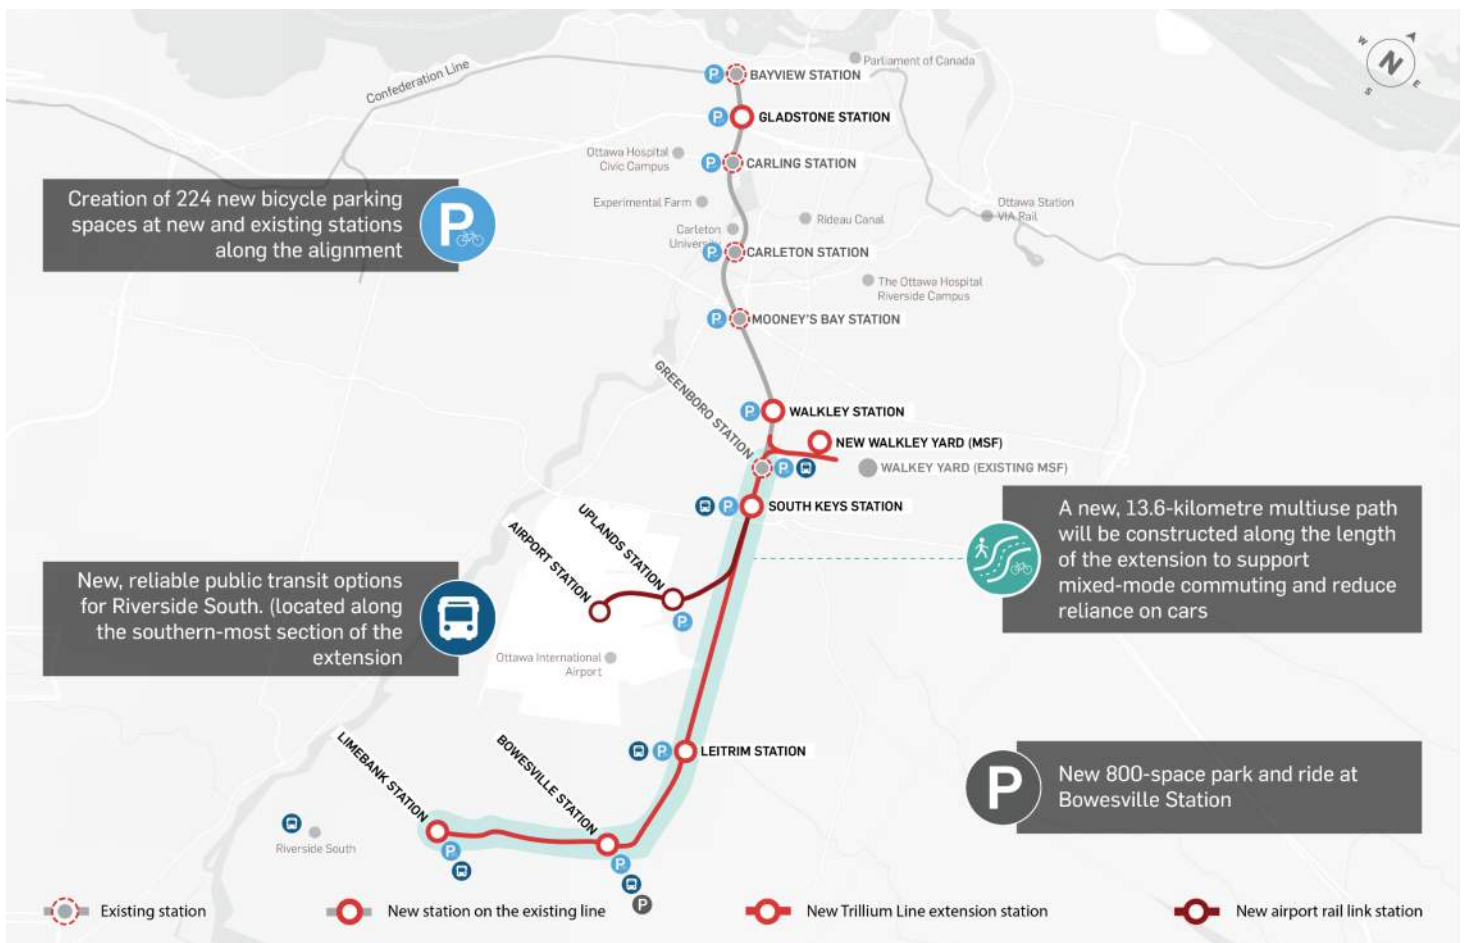 W
N
S
E
Confederation Line
Parliament of Canada
P BAYVIEW STATION
P GLADSTONE STATION
Ottawa Hospital
Civic Campus
P CARLING STATION
Creation of 224 new bicycle parking
spaces at new and existing stations
along the alignment
P
Experimental Farm
Rideau Canal
Ottawa Station
VIA Rail
Carleton
University
P CARLETON STATION
The Ottawa Hospital
Riverside Campus
P MOONEY'S BAY STATION
GREENBORO STATION
P
P WALKLEY STATION
NEW WALKLEY YARD (MSF)
WALKEY YARD (EXISTING MSF)
P SOUTH KEYS STATION
A new, 13.6-kilometre multiuse path
will be constructed along the length
of the extension to support
mixed-mode commuting and reduce
reliance on cars
UPLANDS STATION
P
AIRPORT STATION
New, reliable public transit options
for Riverside South. (located along
the southern-most section of the
extension
Ottawa International
Airport
P LEITRIM STATION
LIMEBANK STATION
P
BOWESVILLE STATION
P
P
P
New 800-space park and ride at
Bowesville Station
Riverside South
Existing station
New station on the existing line
New Trillium Line extension station
New airport rail link station